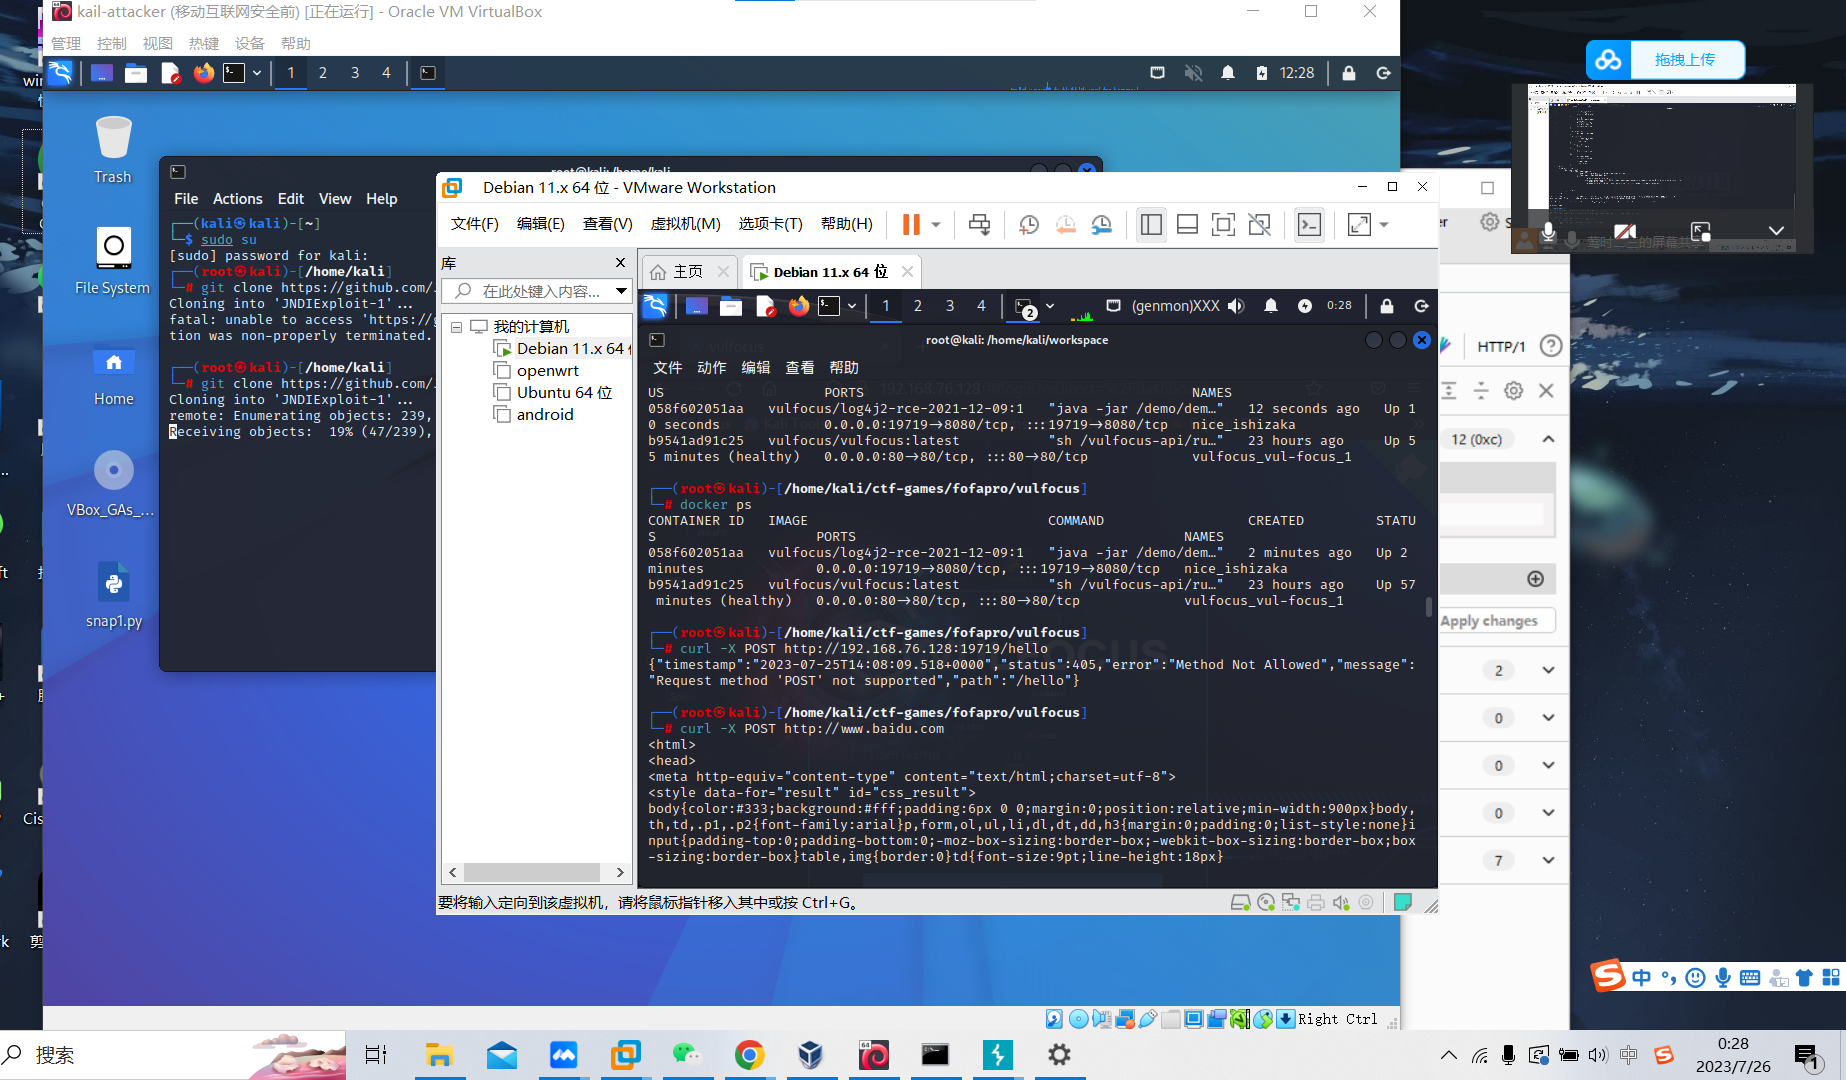 kail-attacker (移动互联网安全前) [正在运行] - Oracle VM VirtualBox
管理 控制 视图 热键 设备 帮助
1 2 3 4
12:28
拖拽上传
Trash
File System
Home
VBox_GAs_...
snap1.py
File Actions Edit View Help
┌──(kali㉿kali)-[~]
└─$ sudo su
[sudo] password for kali:
┌──(root㉿kali)-[/home/kali]
└─# git clone https://github.com/
Cloning into 'JNDIExploit-1'...
fatal: unable to access 'https://g
tion was non-properly terminated.
┌──(root㉿kali)-[/home/kali]
└─# git clone https://github.com/
Cloning into 'JNDIExploit-1'...
remote: Enumerating objects: 239,
Receiving objects:  19% (47/239),
Debian 11.x 64 位 - VMware Workstation
文件(F) 编辑(E) 查看(V) 虚拟机(M) 选项卡(T) 帮助(H)
库
在此处键入内容...
我的计算机
Debian 11.x 64
openwrt
Ubuntu 64 位
android
主页
Debian 11.x 64 位
1 2 3 4
2
(genmon)XXX
0:28
root@kali: /home/kali/workspace
文件 动作 编辑 查看 帮助
US PORTS NAMES
058f602051aa vulfocus/log4j2-rce-2021-12-09:1 "java -jar /demo/dem…" 12 seconds ago Up 1
0 seconds 0.0.0.0:19719→8080/tcp, :::19719→8080/tcp nice_ishizaka
b9541ad91c25 vulfocus/vulfocus:latest "sh /vulfocus-api/ru…" 23 hours ago Up 5
5 minutes (healthy) 0.0.0.0:80→80/tcp, :::80→80/tcp vulfocus_vul-focus_1
┌──(root㉿kali)-[/home/kali/ctf-games/fofapro/vulfocus]
└─# docker ps
CONTAINER ID IMAGE COMMAND CREATED STATU
S PORTS NAMES
058f602051aa vulfocus/log4j2-rce-2021-12-09:1 "java -jar /demo/dem…" 2 minutes ago Up 2
minutes 0.0.0.0:19719→8080/tcp, :::19719→8080/tcp nice_ishizaka
b9541ad91c25 vulfocus/vulfocus:latest "sh /vulfocus-api/ru…" 23 hours ago Up 57
minutes (healthy) 0.0.0.0:80→80/tcp, :::80→80/tcp vulfocus_vul-focus_1
┌──(root㉿kali)-[/home/kali/ctf-games/fofapro/vulfocus]
└─# curl -X POST http://192.168.76.128:19719/hello
{"timestamp":"2023-07-25T14:08:09.518+0000","status":405,"error":"Method Not Allowed","message":
"Request method 'POST' not supported","path":"/hello"}
┌──(root㉿kali)-[/home/kali/ctf-games/fofapro/vulfocus]
└─# curl -X POST http://www.baidu.com
<html>
<head>
<meta http-equiv="content-type" content="text/html;charset=utf-8">
<style data-for="result" id="css_result">
body{color:#333;background:#fff;padding:6px 0 0;margin:0;position:relative;min-width:900px}body,
th,td,.p1,.p2{font-family:arial}p,form,ol,ul,li,dl,dt,dd,h3{margin:0;padding:0;list-style:none}i
nput{padding-top:0;padding-bottom:0;-moz-box-sizing:border-box;-webkit-box-sizing:border-box;box
-sizing:border-box}table,img{border:0}td{font-size:9pt;line-height:18px}
要将输入定向到该虚拟机，请将鼠标指针移入其中或按 Ctrl+G。
HTTP/1
12 (0xc)
Apply changes
2
0
0
0
7
中
Right Ctrl
搜索
中
0:28
2023/7/26
1